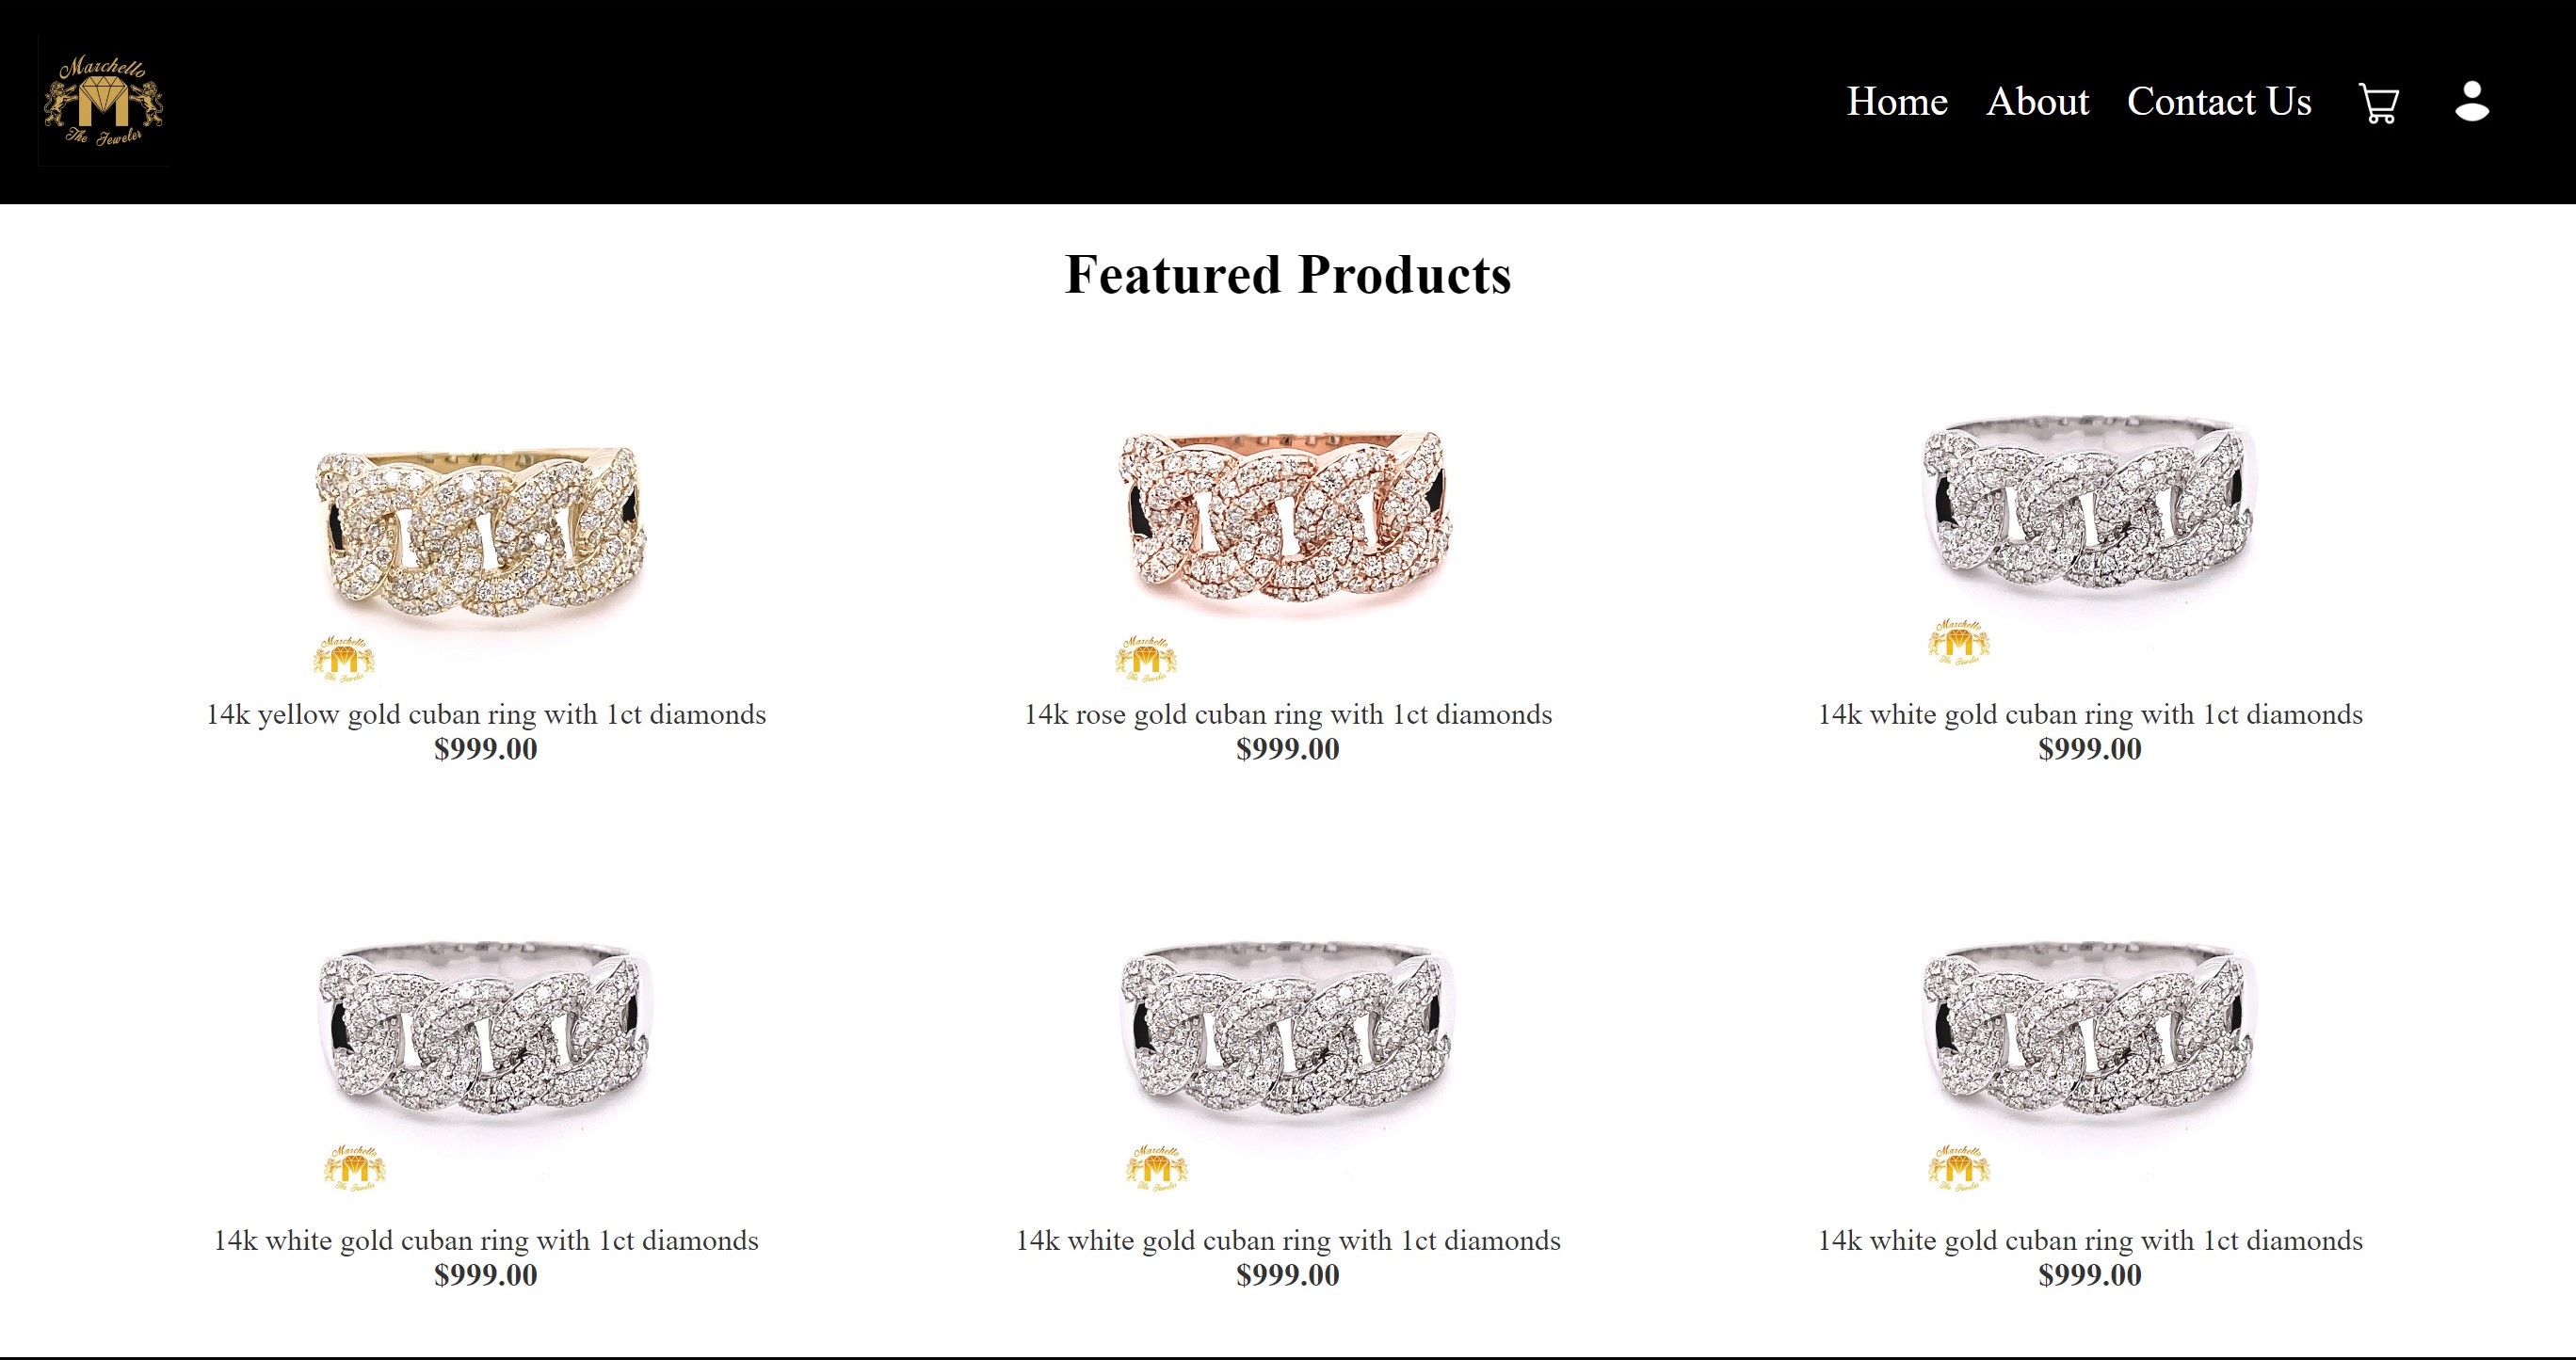 Marchello
M
The Jeweler
Home About Contact Us
Featured Products
Marchello
M
The Jeweler
14k yellow gold cuban ring with 1ct diamonds
$999.00
Marchello
M
The Jeweler
14k rose gold cuban ring with 1ct diamonds
$999.00
Marchello
M
The Jeweler
14k white gold cuban ring with 1ct diamonds
$999.00
Marchello
M
The Jeweler
14k white gold cuban ring with 1ct diamonds
$999.00
Marchello
M
The Jeweler
14k white gold cuban ring with 1ct diamonds
$999.00
Marchello
M
The Jeweler
14k white gold cuban ring with 1ct diamonds
$999.00